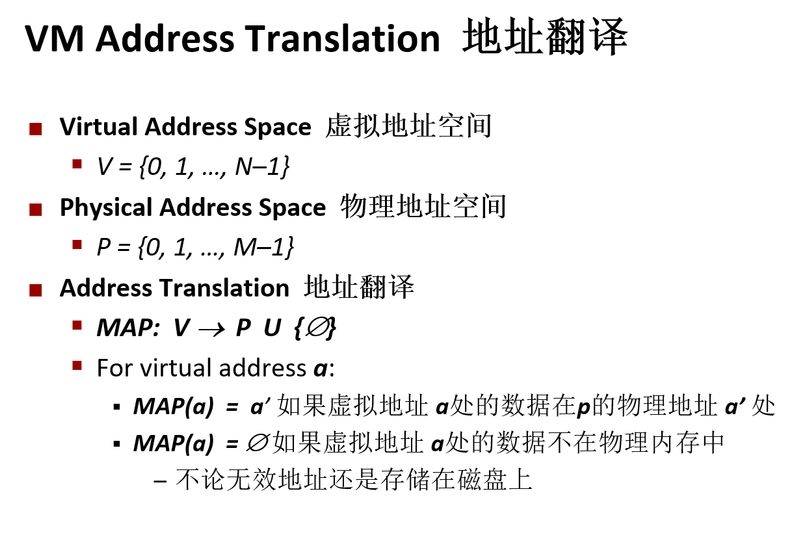 VM Address Translation 地址翻译
■ Virtual Address Space 虚拟地址空间
▪ V = {0, 1, …, N–1}
■ Physical Address Space 物理地址空间
▪ P = {0, 1, …, M–1}
■ Address Translation 地址翻译
▪ MAP: V → P U {∅}
▪ For virtual address a:
▪ MAP(a) = a′ 如果虚拟地址 a处的数据在p的物理地址 a′ 处
▪ MAP(a) = ∅ 如果虚拟地址 a处的数据不在物理内存中
– 不论无效地址还是存储在磁盘上